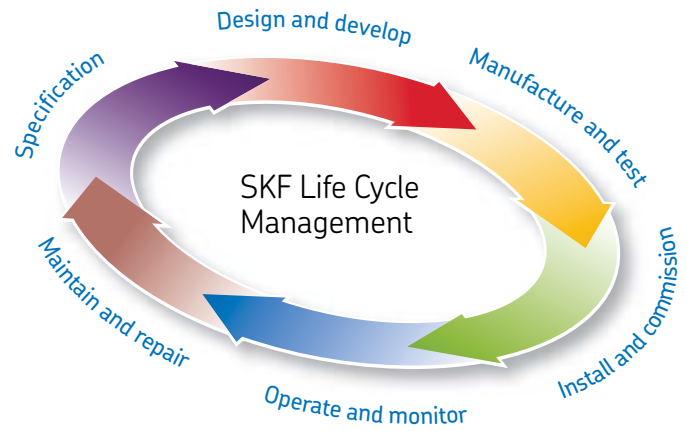 Design and develop
Manufacture and test
Specification
SKF Life Cycle
Management
Install and commission
Maintain and repair
Operate and monitor